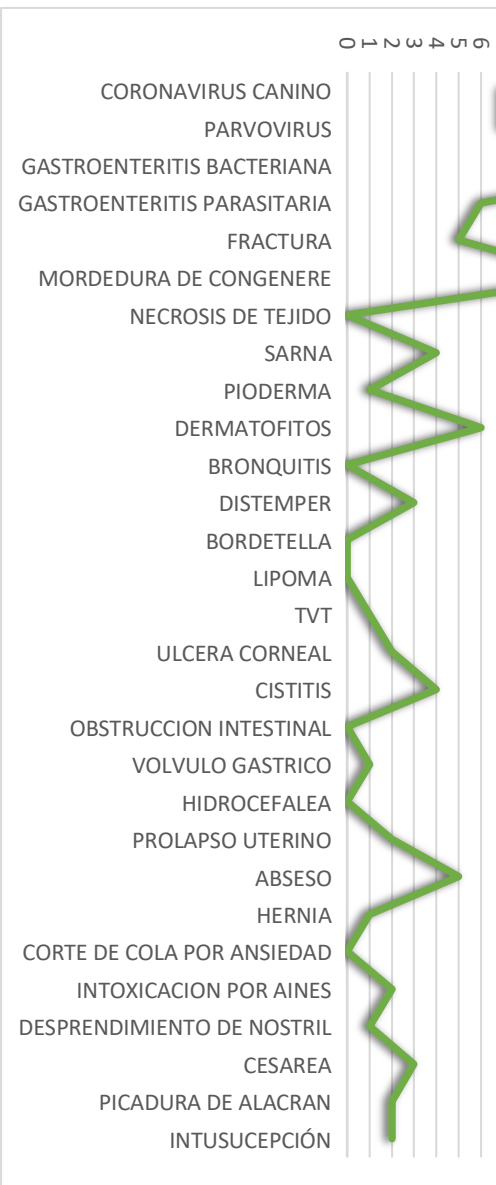 0 1 2 3 4 5 6
CORONAVIRUS CANINO
PARVOVIRUS
GASTROENTERITIS BACTERIANA
GASTROENTERITIS PARASITARIA
FRACTURA
MORDEDURA DE CONGENERE
NECROSIS DE TEJIDO
SARNA
PIODERMA
DERMATOFITOS
BRONQUITIS
DISTEMPER
BORDETELLA
LIPOMA
TVT
ULCERA CORNEAL
CISTITIS
OBSTRUCCION INTESTINAL
VOLVULO GASTRICO
HIDROCEFALEA
PROLAPSO UTERINO
ABSESO
HERNIA
CORTE DE COLA POR ANSIEDAD
INTOXICACION POR AINES
DESPRENDIMIENTO DE NOSTRIL
CESAREA
PICADURA DE ALACRAN
INTUSUCEPCIÓN